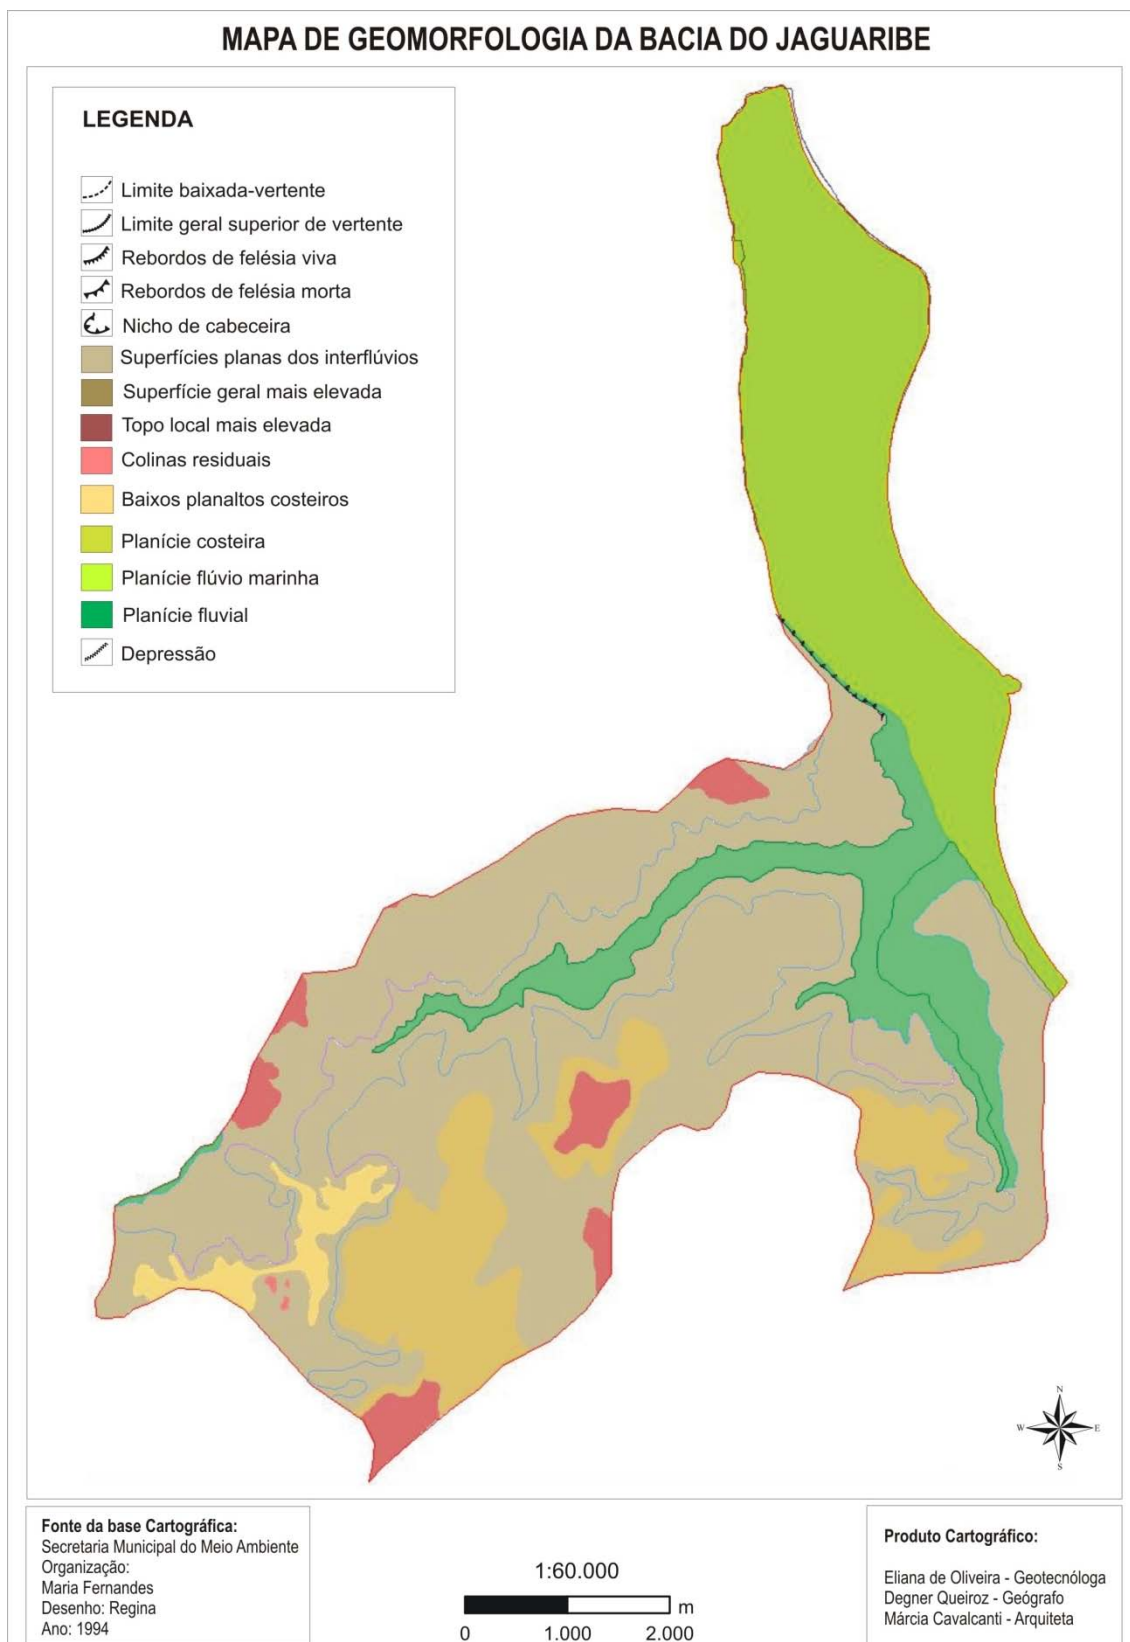 MAPA DE GEOMORFOLOGIA DA BACIA DO JAGUARIBE
LEGENDA
Limite baixada-vertente
Limite geral superior de vertente
Rebordos de felésia viva
Rebordos de felésia morta
Nicho de cabeceira
Superfícies planas dos interflúvios
Superfície geral mais elevada
Topo local mais elevada
Colinas residuais
Baixos planaltos costeiros
Planície costeira
Planície flúvio marinha
Planície fluvial
Depressão
N
W
E
S
Fonte da base Cartográfica:
Secretaria Municipal do Meio Ambiente
Organização:
Maria Fernandes
Desenho: Regina
Ano: 1994
1:60.000
m
0 1.000 2.000
Produto Cartográfico:
Eliana de Oliveira - Geotecnóloga
Degner Queiroz - Geógrafo
Márcia Cavalcanti - Arquiteta